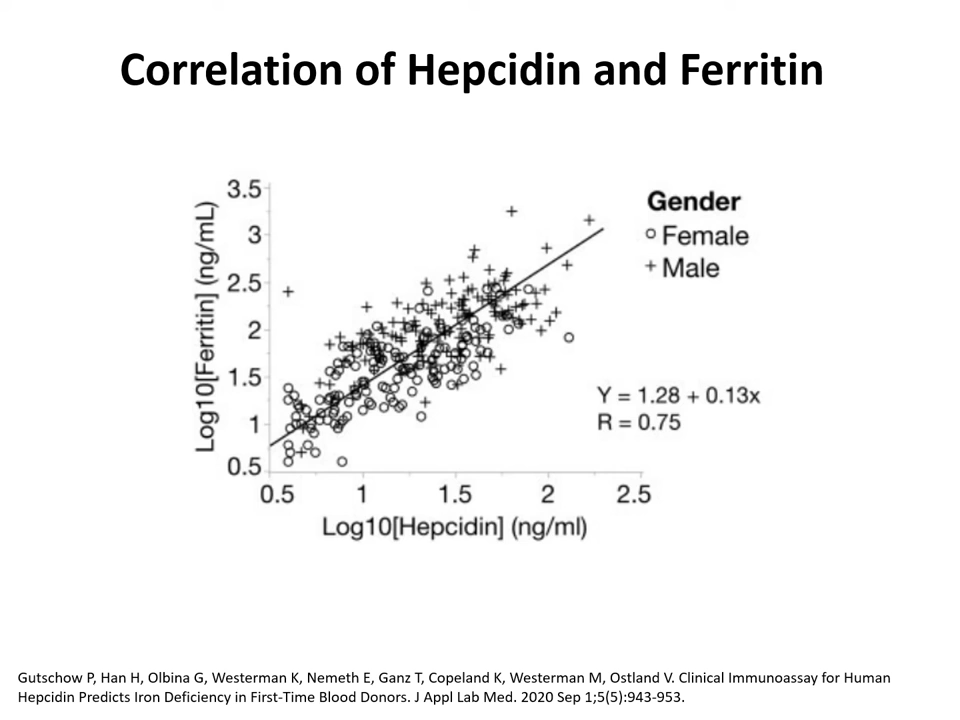 Correlation of Hepcidin and Ferritin
Log10[Ferritin] (ng/mL)
3.5
3
2.5
2
1.5
1
0.5
0.5 1 1.5 2 2.5
Log10[Hepcidin] (ng/ml)
Gender
Female
Male
Y = 1.28 + 0.13x
R = 0.75
Gutschow P, Han H, Olbina G, Westerman K, Nemeth E, Ganz T, Copeland K, Westerman M, Ostland V. Clinical Immunoassay for Human
Hepcidin Predicts Iron Deficiency in First-Time Blood Donors. J Appl Lab Med. 2020 Sep 1;5(5):943-953.